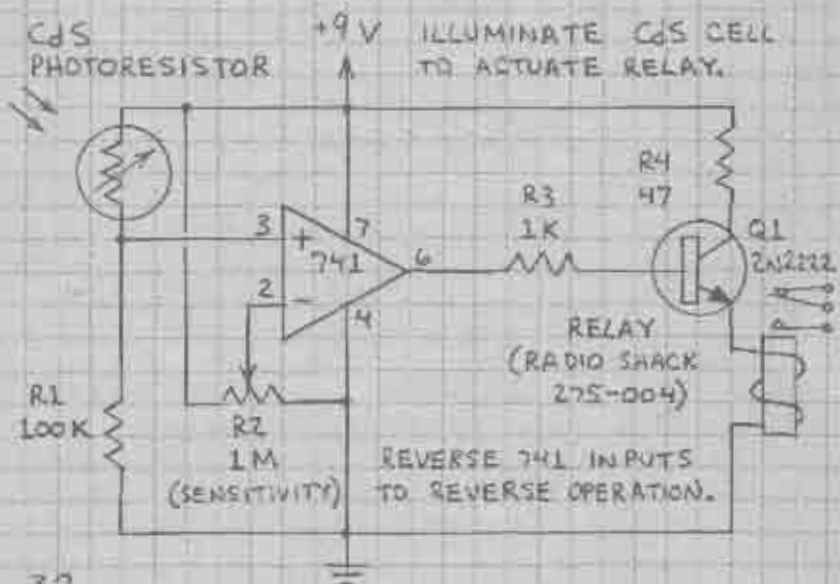 CdS
PHOTORESISTOR
+9 V
ILLUMINATE CdS CELL
TO ACTUATE RELAY.
R4
47
R3
1K
Q1
2N2222
3
+
7
741
6
2
-
4
RELAY
(RADIO SHACK
275-004)
R1
100K
R2
1M
(SENSITIVITY)
REVERSE 741 INPUTS
TO REVERSE OPERATION.